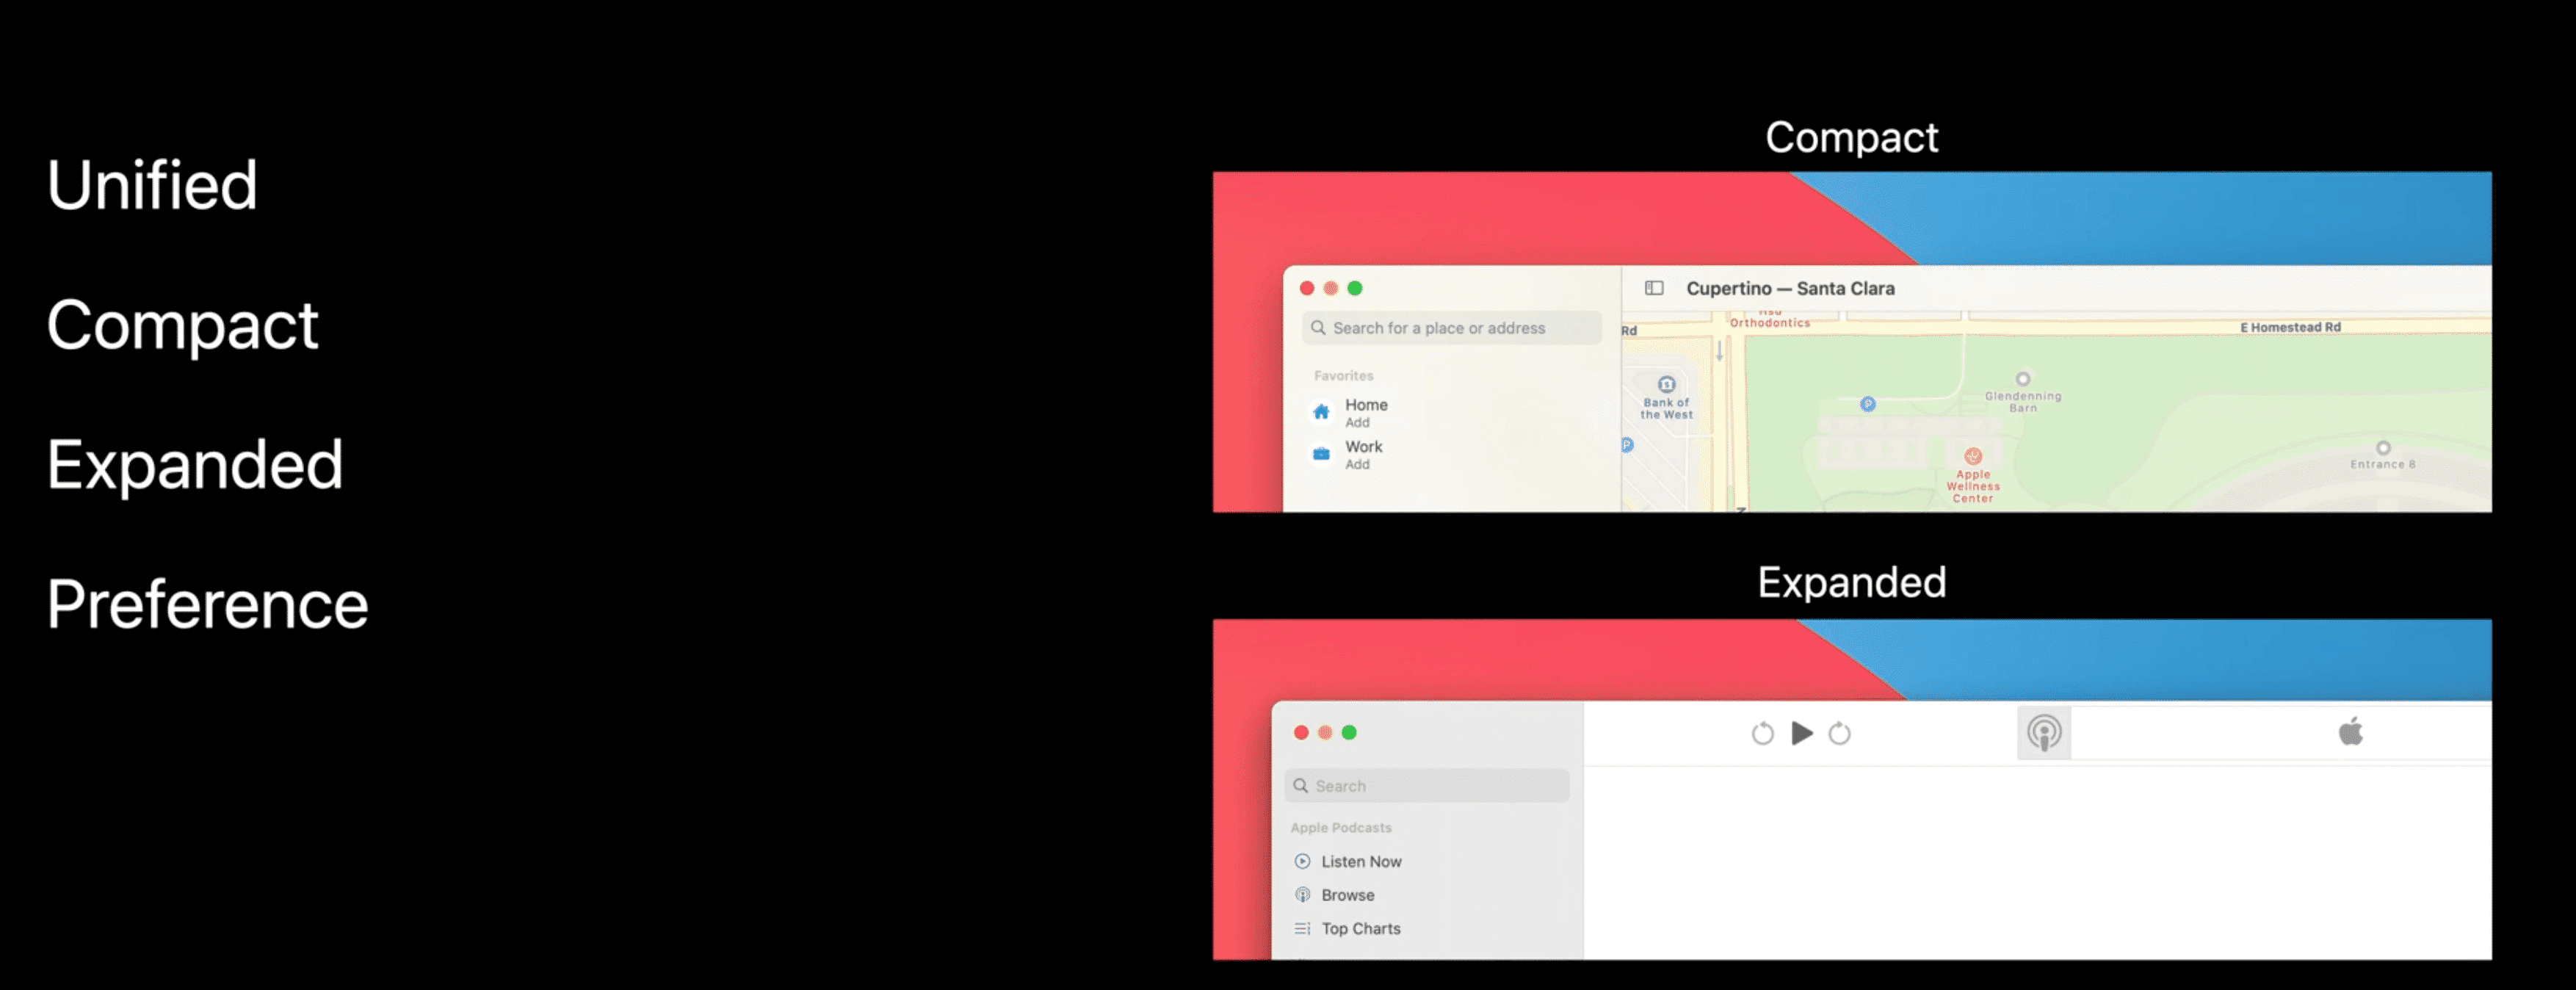 Unified
Compact
Expanded
Preference
Compact
Cupertino — Santa Clara
Search for a place or address
Favorites
Home
Add
Work
Add
Rd
Orthodontics
E Homestead Rd
Bank of
the West
P
P
Glendenning
Barn
Apple
Wellness
Center
Entrance 8
Expanded
Search
Apple Podcasts
Listen Now
Browse
Top Charts